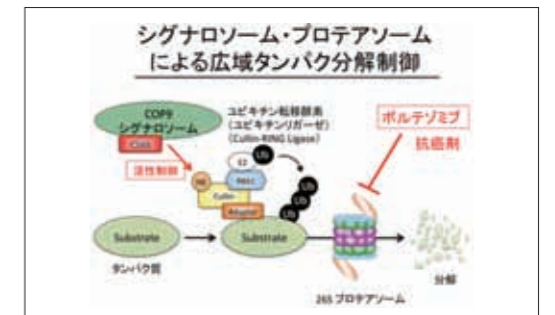 シグナロソーム・プロテアソーム
による広域タンパク分解制御
COP9
シグナロソーム
ユビキチン転移酵素
(ユビキチンリガーゼ)
(Cullin-RING Ligase)
ボルテゾミブ
抗癌剤
活性制御
E2
Ub
Cullin
Adaptor
Ub
Ub
Ub
Substrate
Substrate
タンパク質
分解
26S プロテアソーム